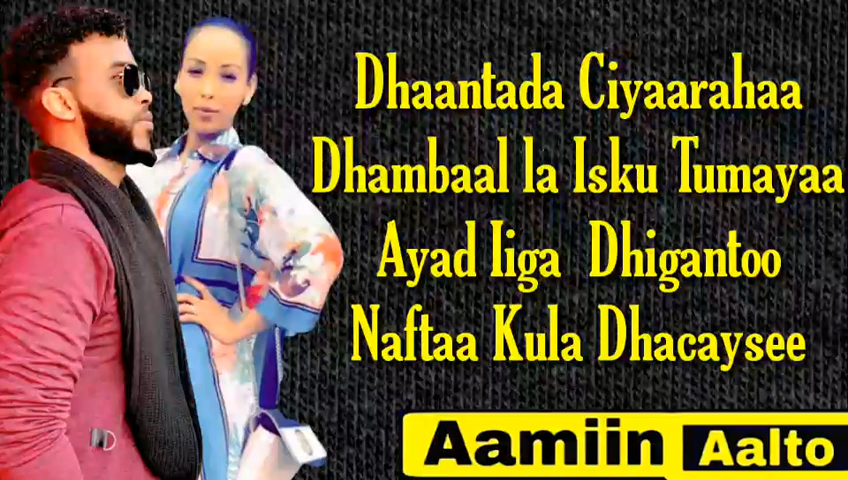 Dhaantada Ciyaarahaa
Dhambaal la Isku Tumayaa
Ayad Iiga Dhigantoo
Naftaa Kula Dhacaysee
Aamiin Aalto